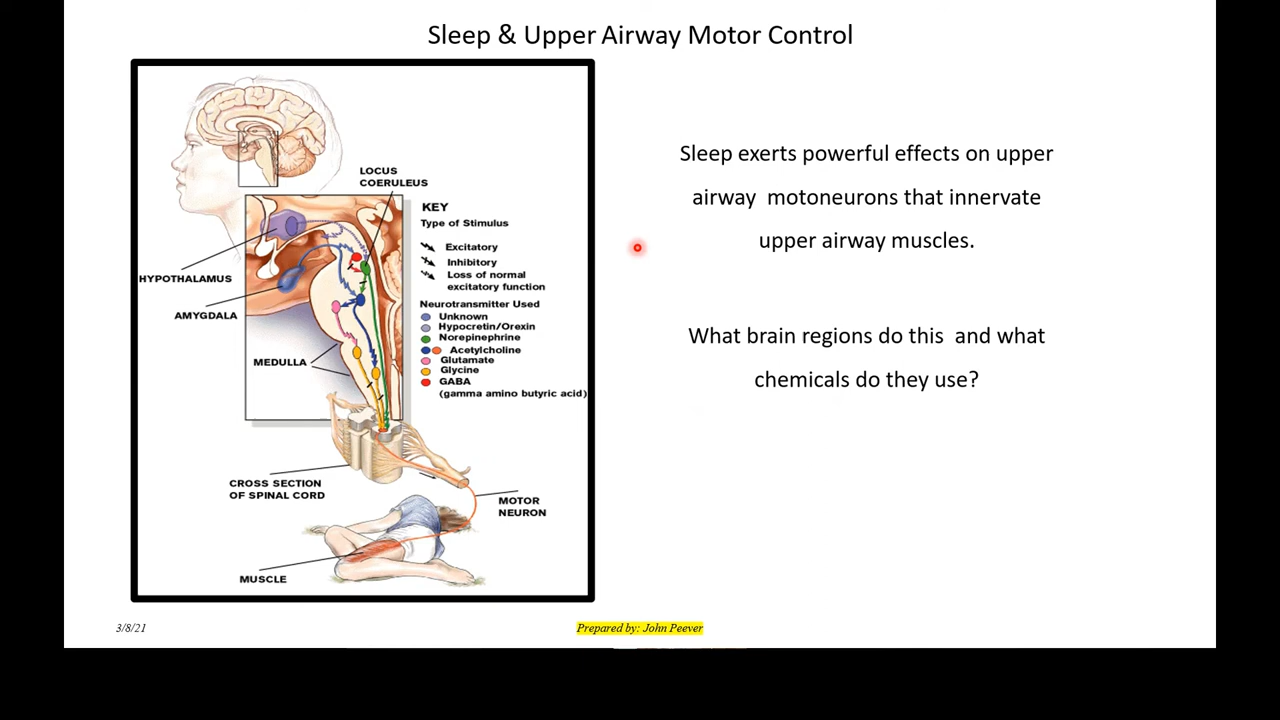 Sleep & Upper Airway Motor Control
LOCUS
COERULEUS
HYPOTHALAMUS
AMYGDALA
MEDULLA
CROSS SECTION
OF SPINAL CORD
MOTOR
NEURON
MUSCLE
KEY
Type of Stimulus
Excitatory
Inhibitory
Loss of normal
excitatory function
Neurotransmitter Used
Unknown
Hypocretin/Orexin
Norepinephrine
Acetylcholine
Glutamate
Glycine
GABA
(gamma amino butyric acid)
Sleep exerts powerful effects on upper
airway motoneurons that innervate
upper airway muscles.
What brain regions do this and what
chemicals do they use?
3/8/21
Prepared by: John Peever